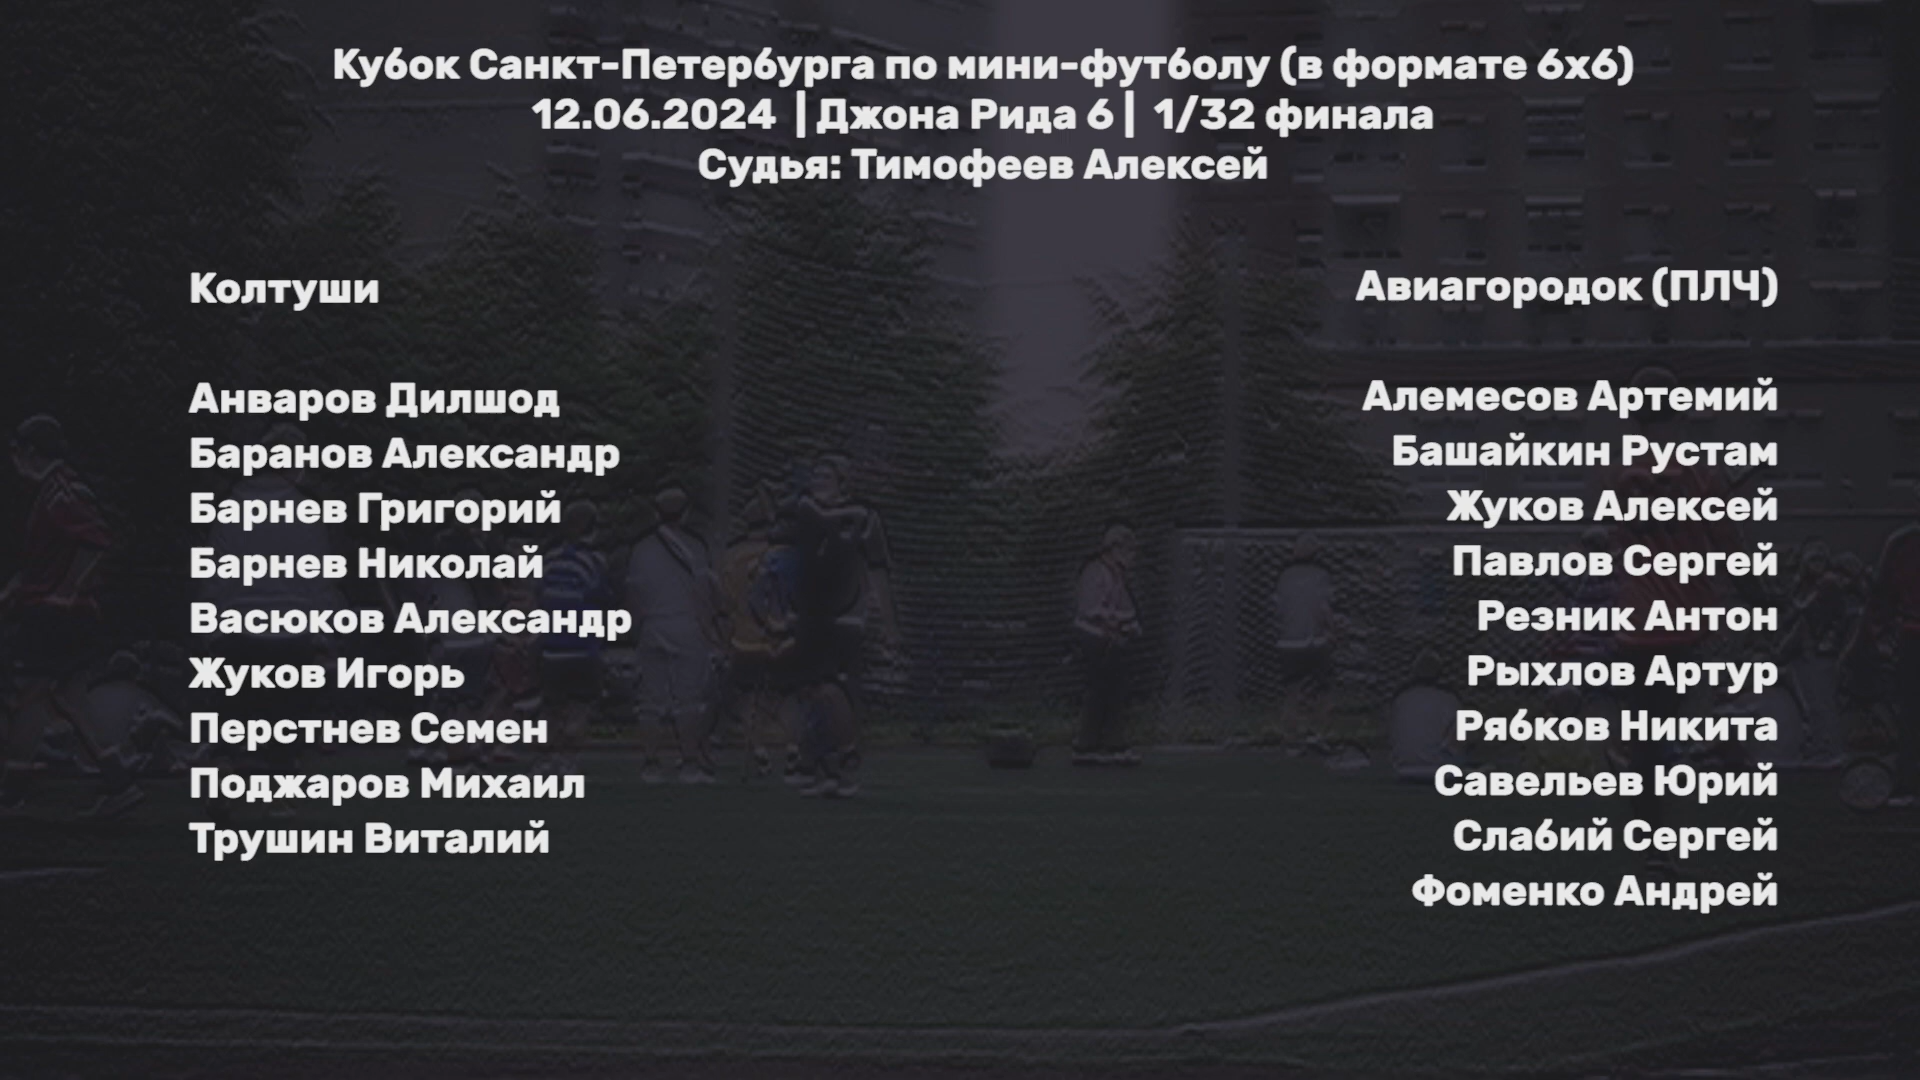 Кубок Санкт-Петербурга по мини-футболу (в формате 6х6)
12.06.2024 | Джона Рида 6 | 1/32 финала
Судья: Тимофеев Алексей
Колтуши
Анваров Дилшод
Баранов Александр
Барнев Григорий
Барнев Николай
Васюков Александр
Жуков Игорь
Перстнев Семен
Поджаров Михаил
Трушин Виталий
Авиагородок (ПЛЧ)
Алемесов Артемий
Башайкин Рустам
Жуков Алексей
Павлов Сергей
Резник Антон
Рыхлов Артур
Рябков Никита
Савельев Юрий
Слабий Сергей
Фоменко Андрей